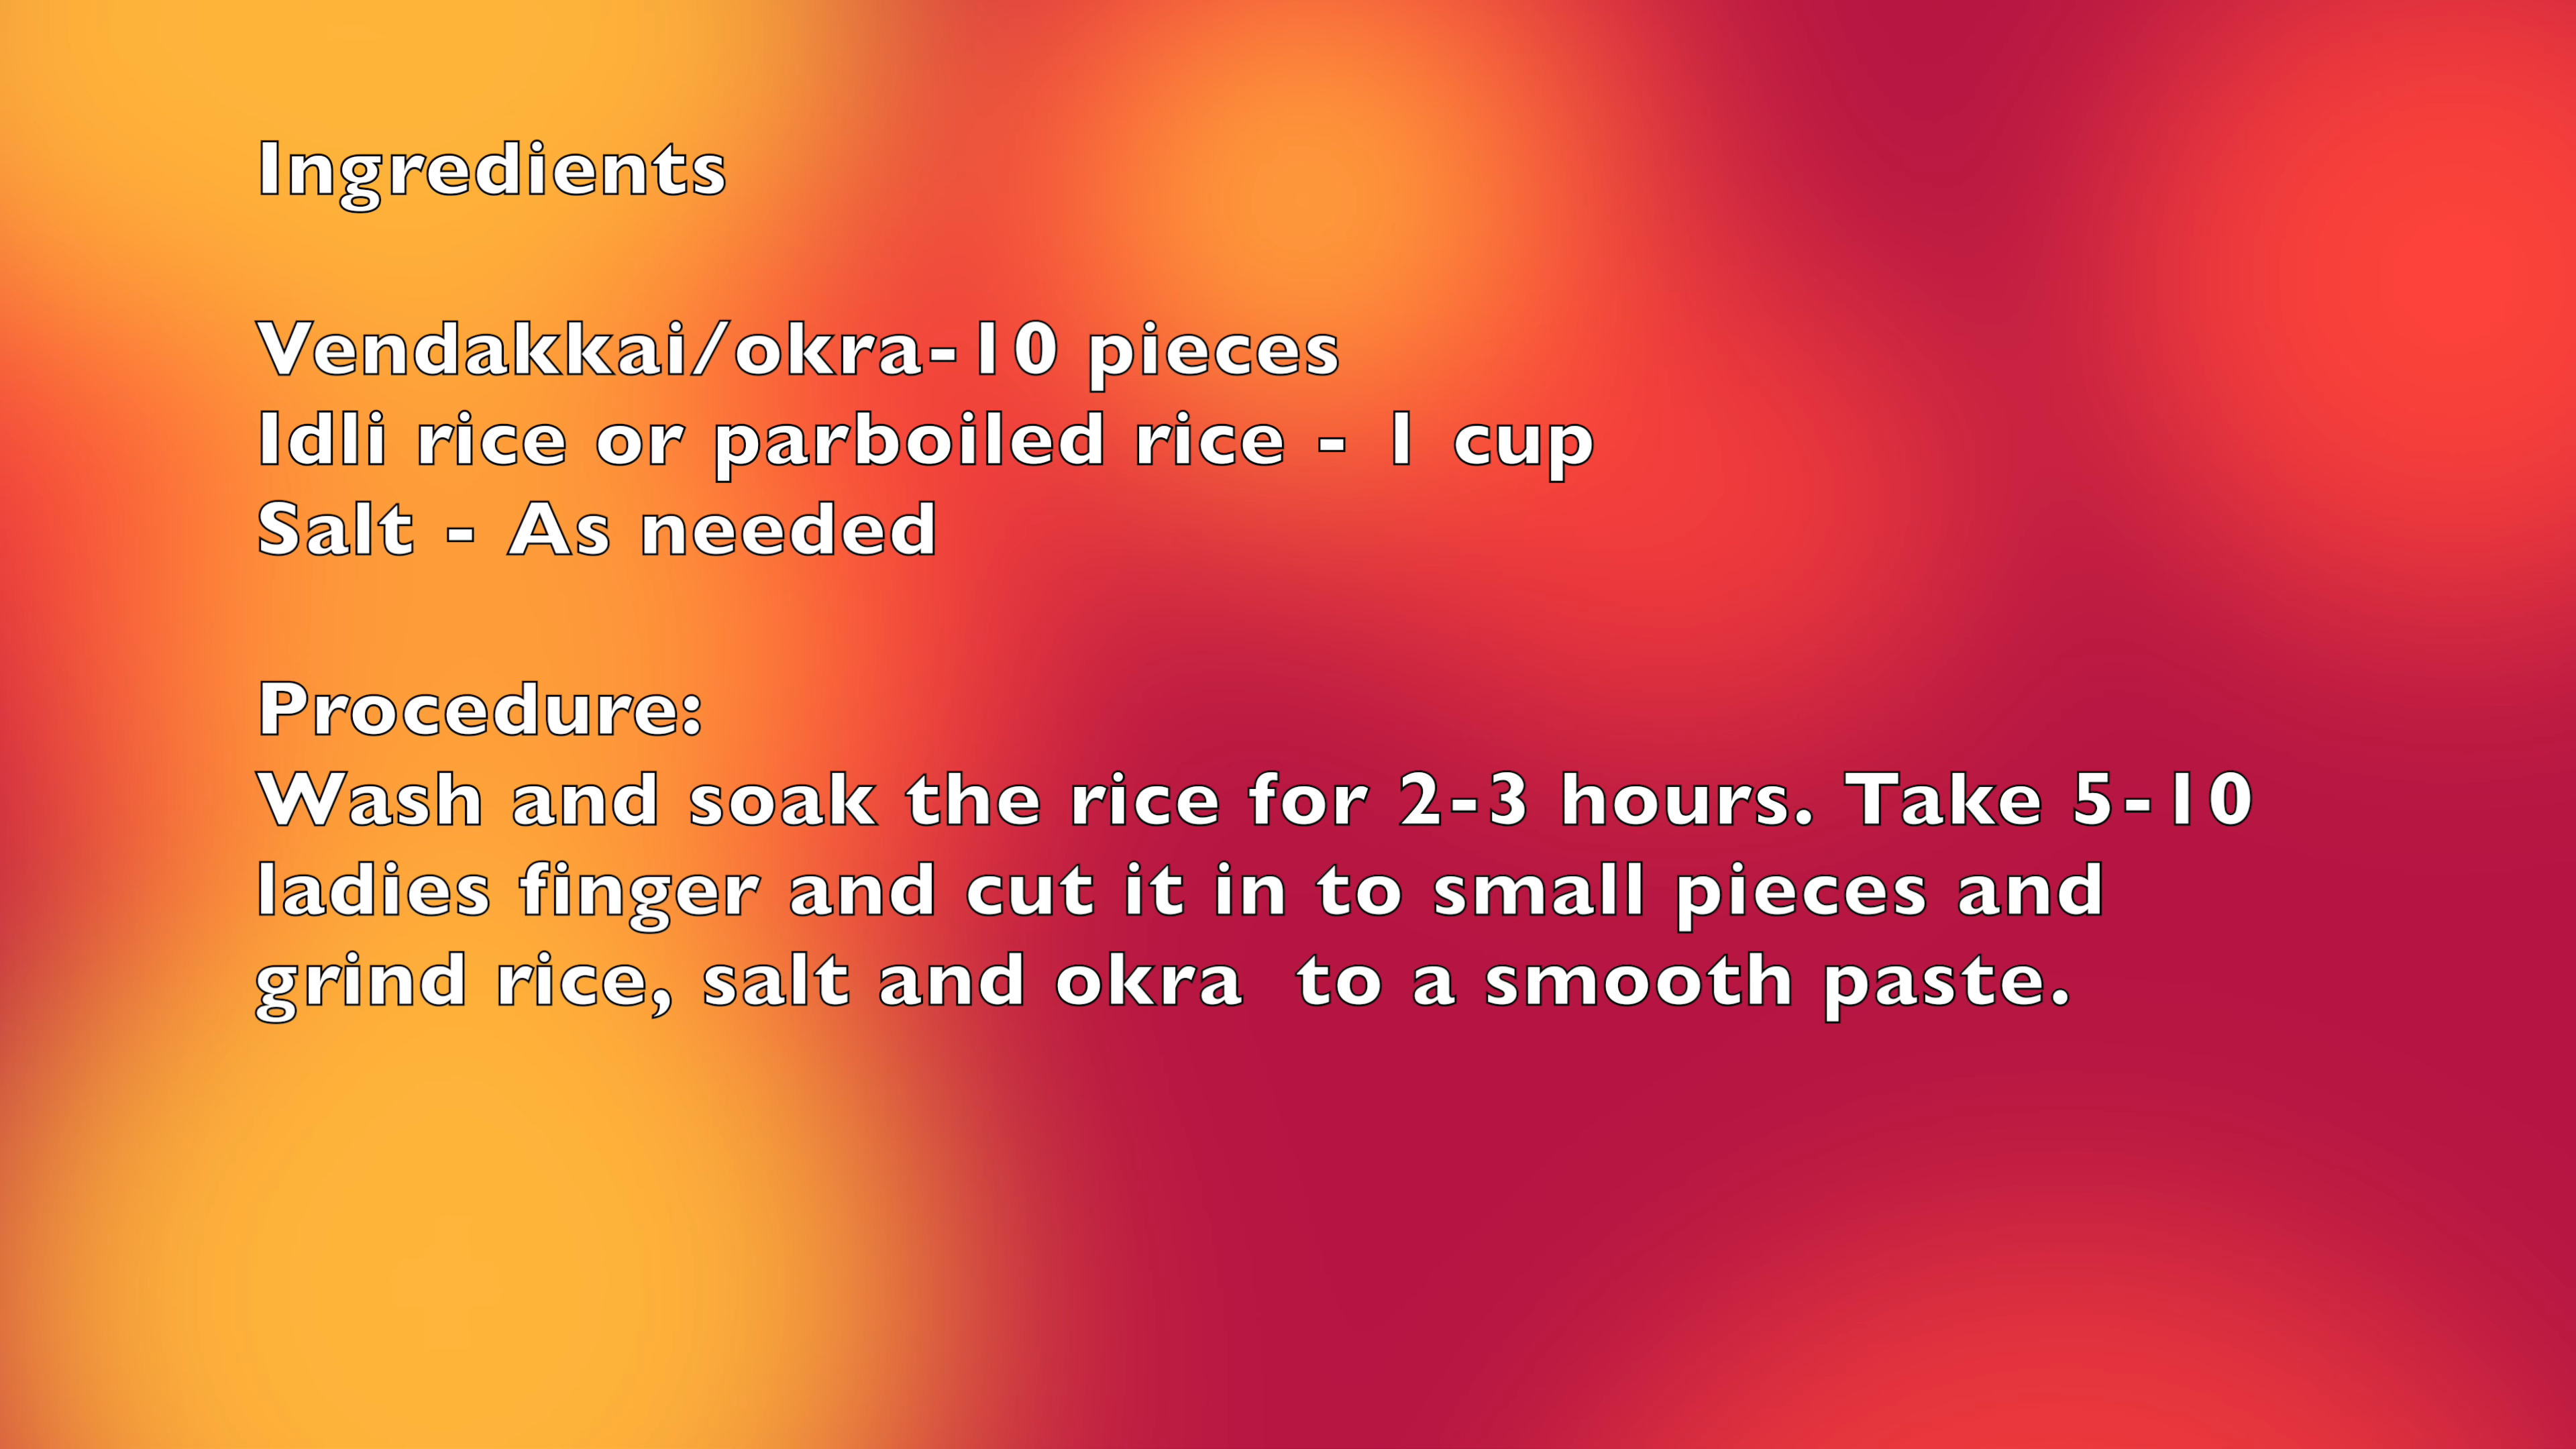 Ingredients
Vendakkai/okra-10 pieces
Idli rice or parboiled rice - 1 cup
Salt - As needed
Procedure:
Wash and soak the rice for 2-3 hours. Take 5-10
ladies finger and cut it in to small pieces and
grind rice, salt and okra  to a smooth paste.